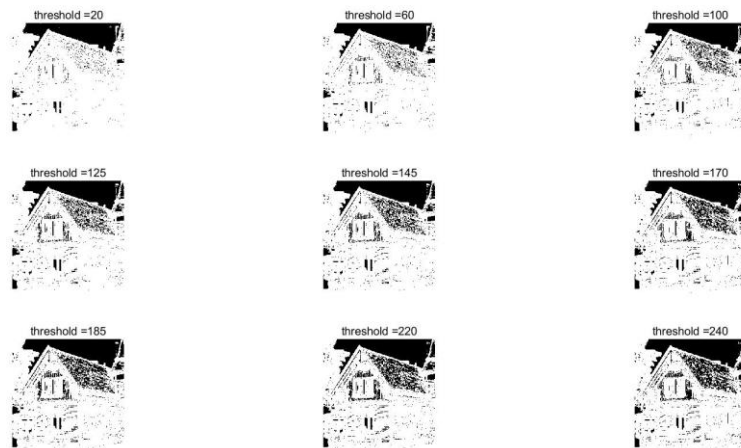 threshold =20
threshold =60
threshold =100
threshold =125
threshold =145
threshold =170
threshold =185
threshold =220
threshold =240